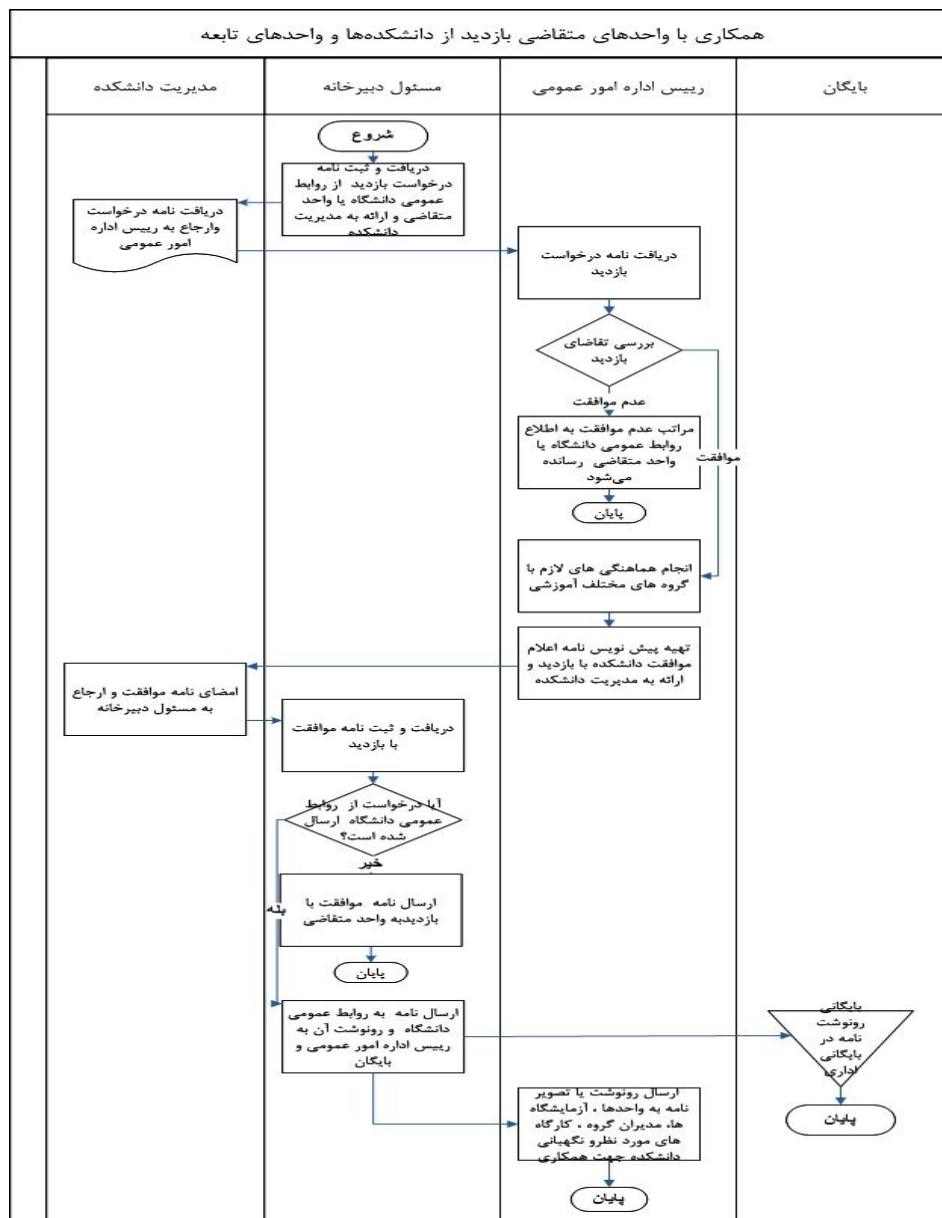 همکاری با واحدهای متقاضی بازدید از دانشکده‌ها و واحدهای تابعه
بایگان
رییس اداره امور عمومی
مسئول دبیرخانه
مدیریت دانشکده
شروع
دریافت و ثبت نامه
درخواست بازدید از روابط
عمومی دانشگاه یا واحد
متقاضی و ارائه به مدیریت
دانشکده
دریافت نامه درخواست
وارجاع به رییس اداره
امور عمومی
دریافت نامه درخواست
بازدید
بررسی تقاضای
بازدید
عدم موافقت
مراتب عدم موافقت به اطلاع
روابط عمومی دانشگاه یا
واحد متقاضی رسانده
می‌شود
موافقت
پایان
انجام هماهنگی های لازم با
گروه های مختلف آموزشی
تهیه پیش نویس نامه اعلام
موافقت دانشکده با بازدید و
ارائه به مدیریت دانشکده
امضای نامه موافقت و ارجاع
به مسئول دبیرخانه
دریافت و ثبت نامه موافقت
با بازدید
آیا درخواست از روابط
عمومی دانشگاه ارسال
شده است؟
خیر
ارسال نامه موافقت با
بازدیدبه واحد متقاضی
بله
پایان
ارسال نامه به روابط عمومی
دانشگاه و رونوشت آن به
رییس اداره امور عمومی و
بایگان
بایگانی
رونوشت
نامه در
بایگانی
اداری
پایان
ارسال رونوشت یا تصویر
نامه به واحدها ، آزمایشگاه
ها، مدیران گروه ، کارگاه
های مورد نظرو نگهبانی
دانشکده جهت همکاری
پایان